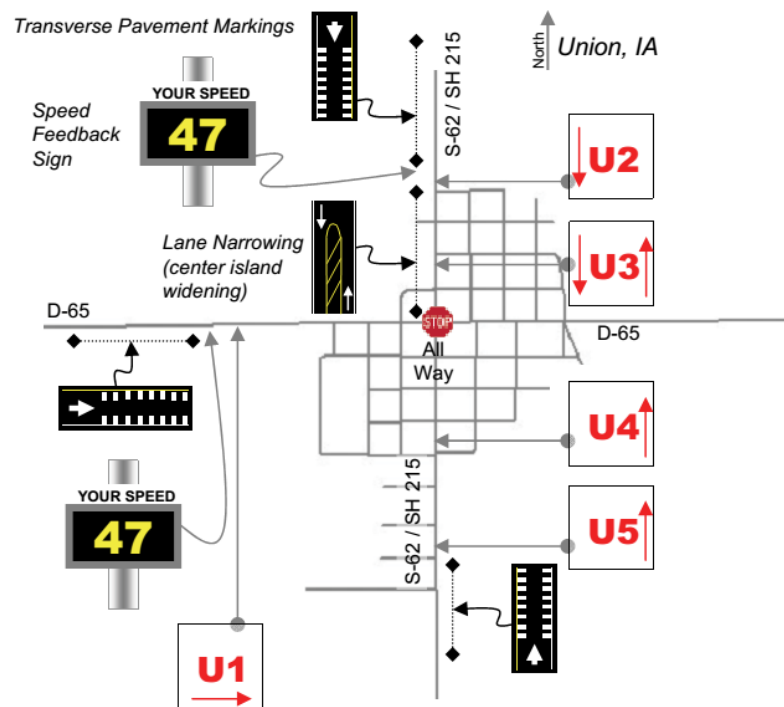 Transverse Pavement Markings
S-62 / SH 215
North
Union, IA
YOUR SPEED
47
Speed
Feedback
Sign
U2
Lane Narrowing
(center island
widening)
U3
D-65
STOP
D-65
All
Way
U4
YOUR SPEED
47
S-62 / SH 215
U5
U1